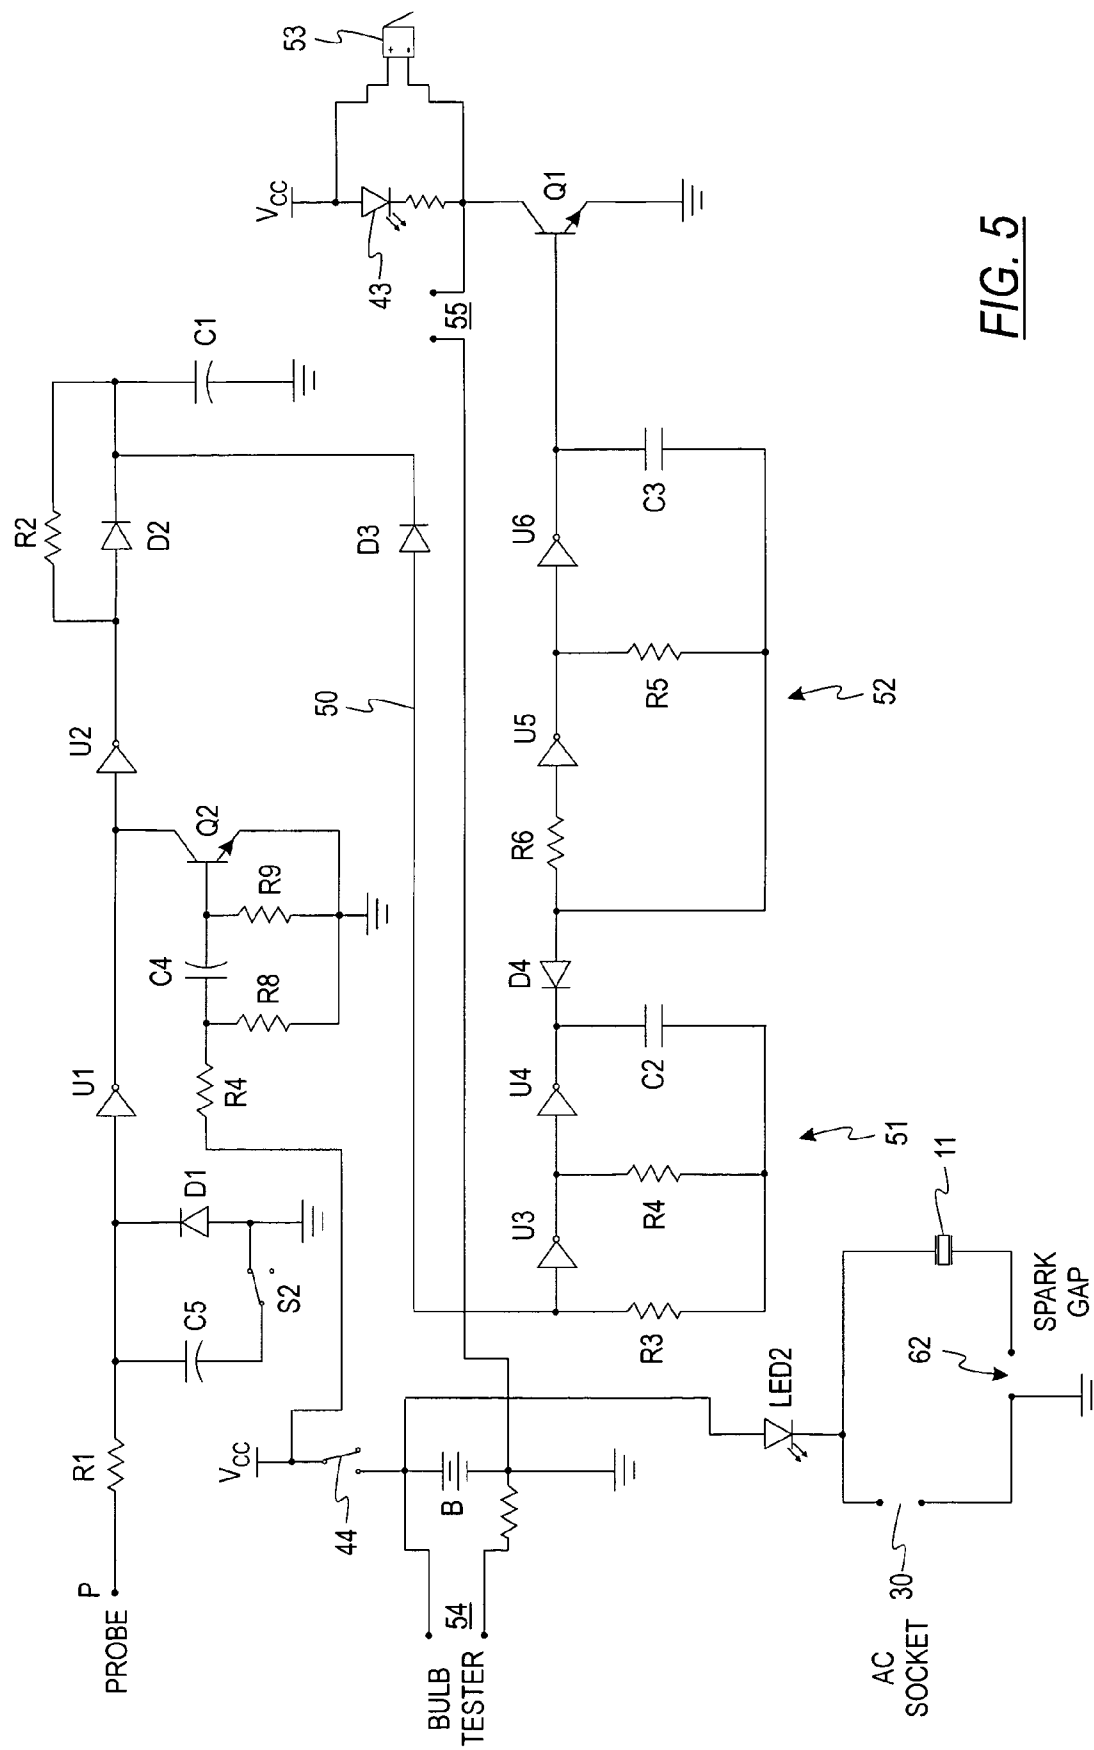 53
VCC
43
Q1
FIG. 5
55
C1
R2
D2
D3
U6
C3
50
R5
52
U2
U5
Q2
R9
R6
C4
R8
D4
U1
R4
U4
C2
D1
51
R4
11
U3
S2
C5
R3
SPARK
GAP
62
LED2
R1
VCC
B
44
30
P
PROBE
54
BULB
TESTER
AC
SOCKET